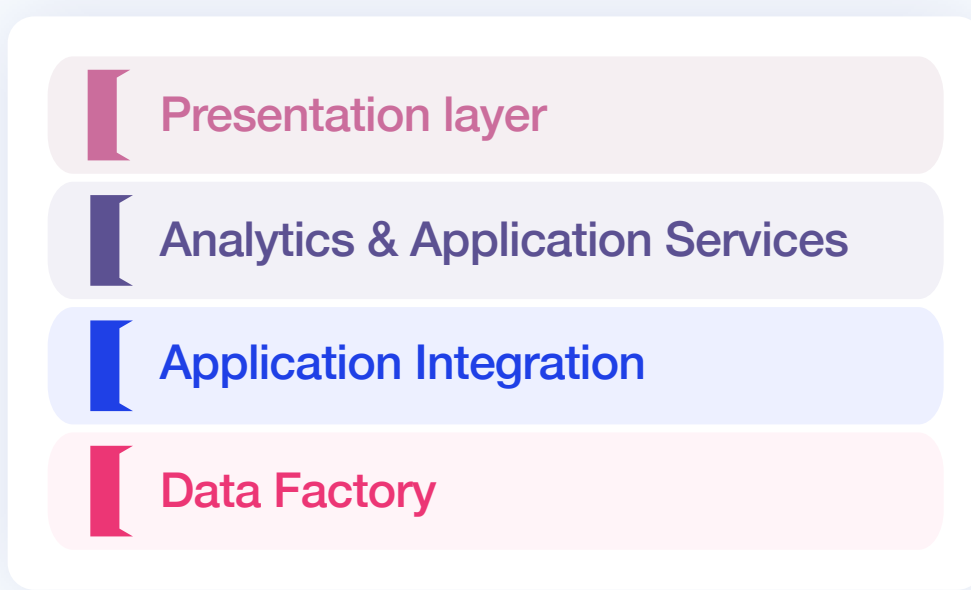 Presentation layer
Analytics & Application Services
Application Integration
Data Factory